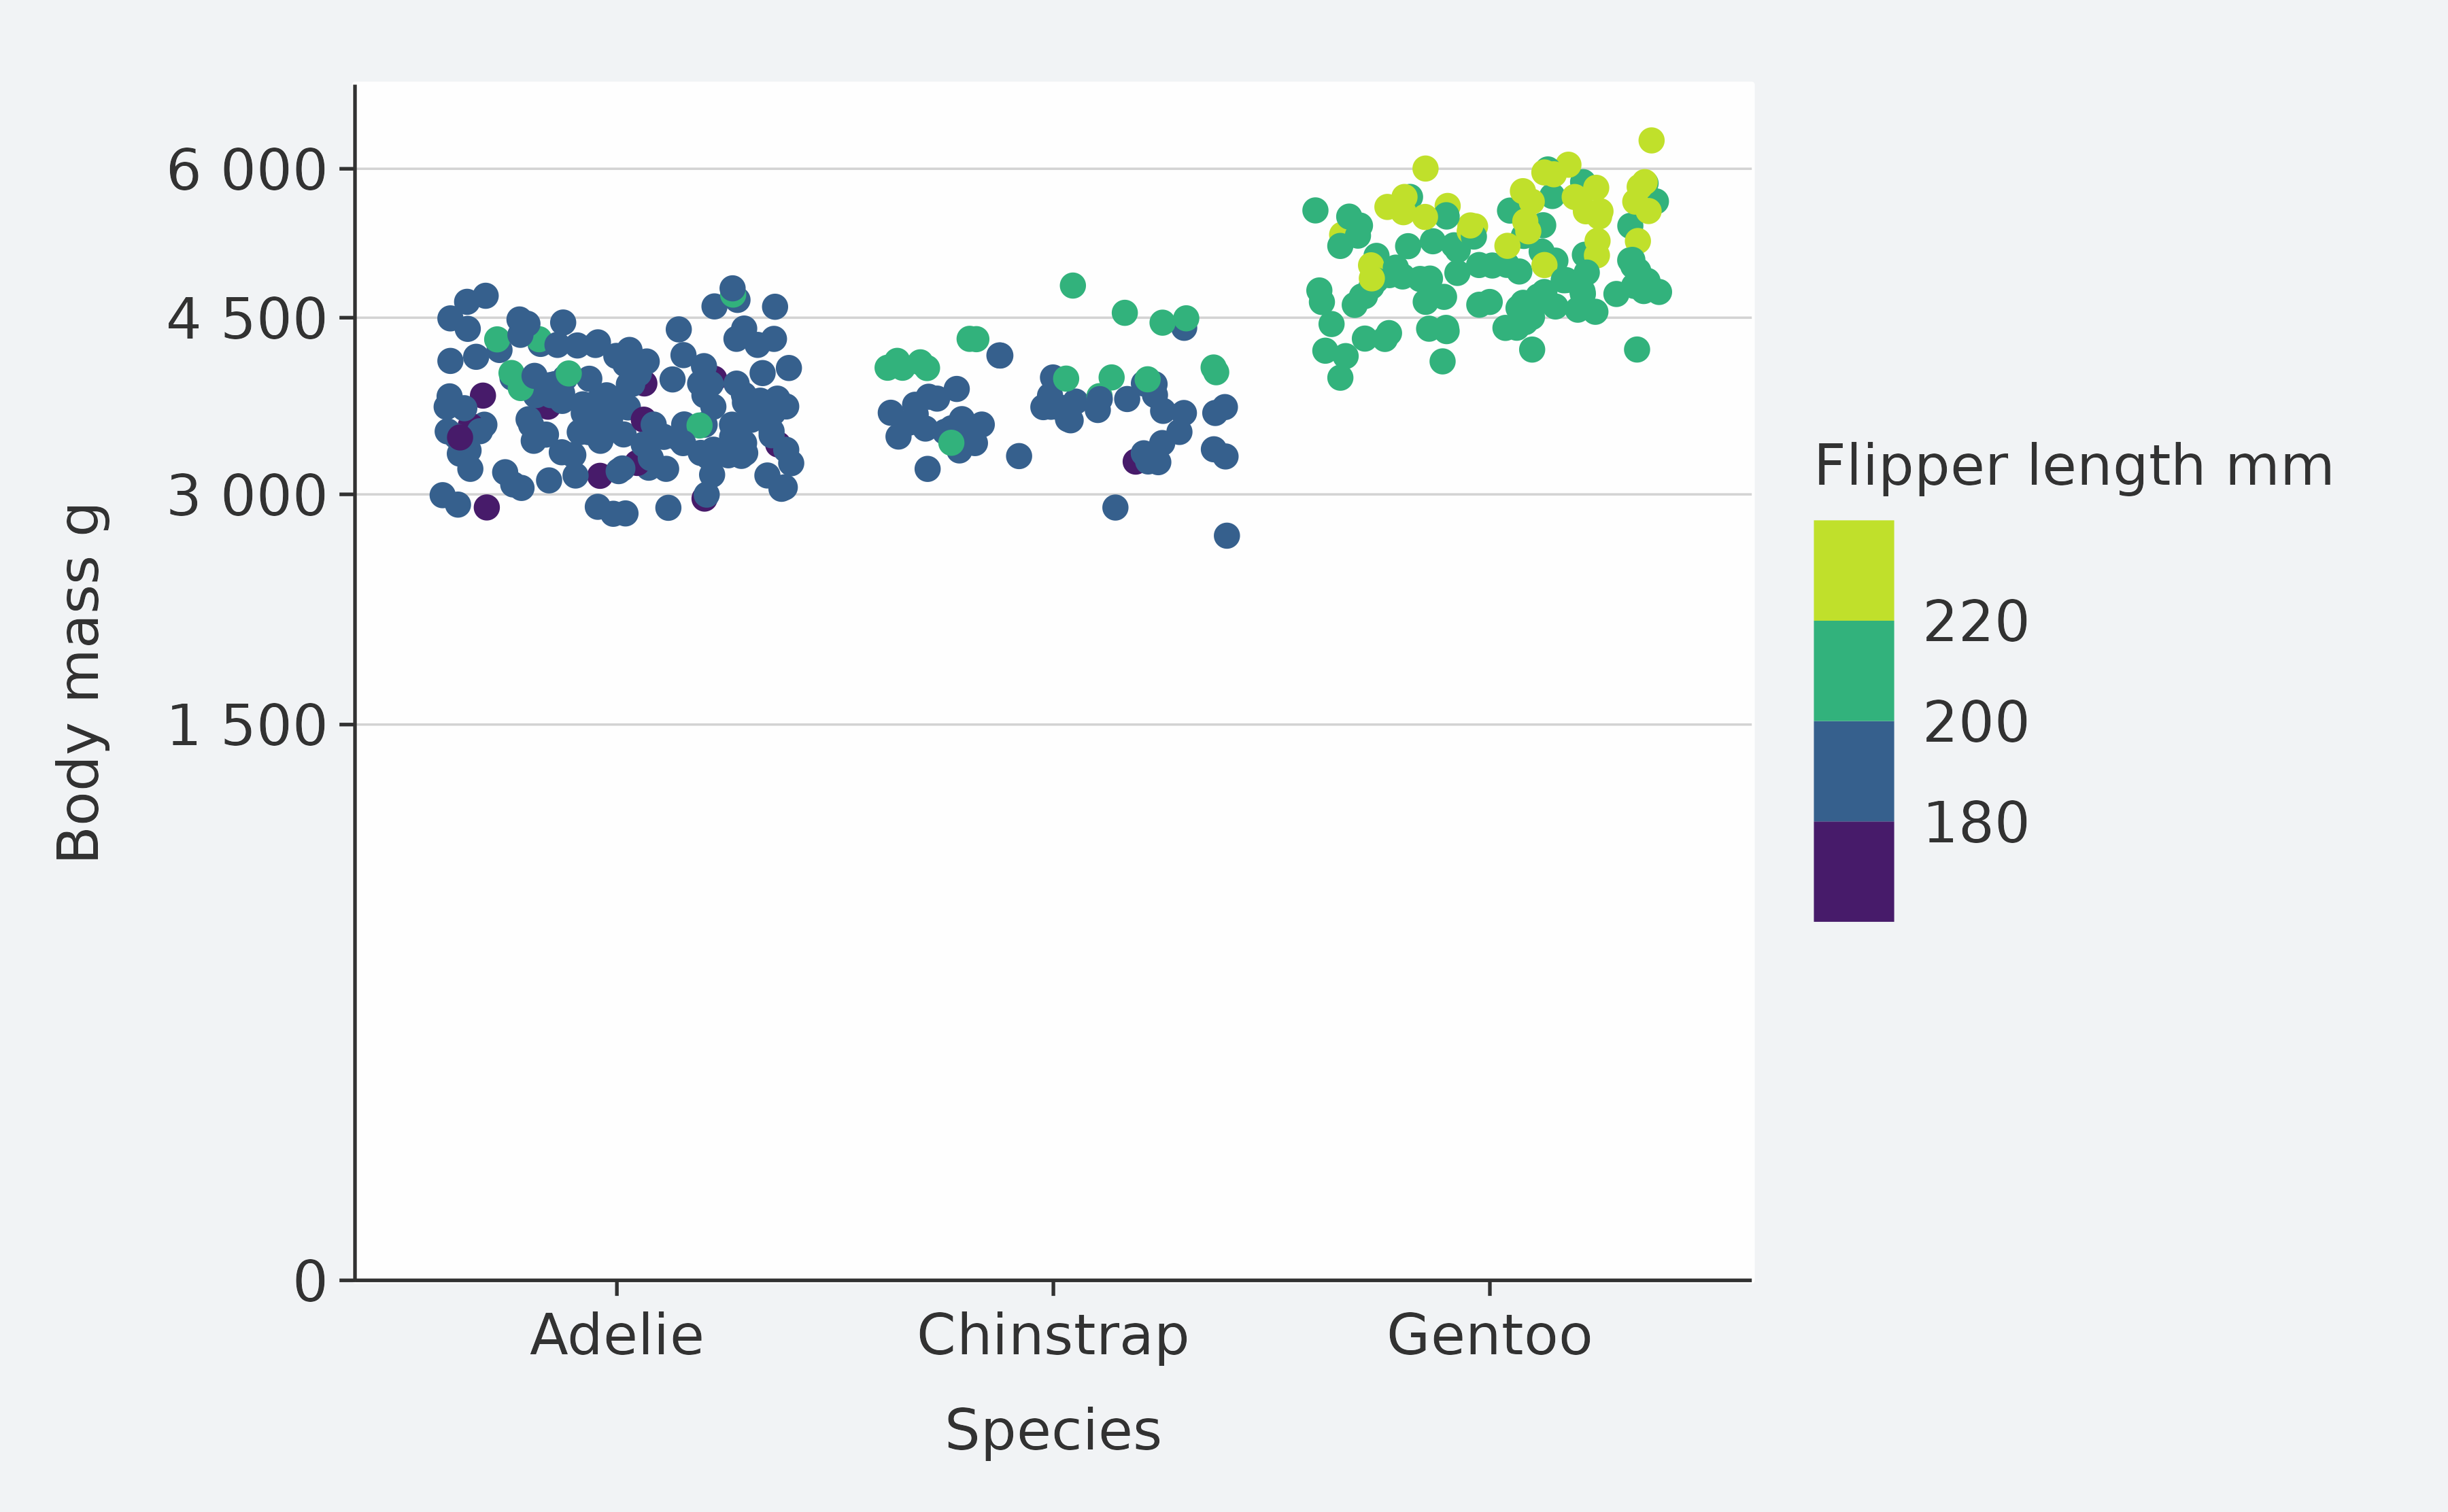 6 000
4 500
3 000
1 500
0
Body mass g
Adelie
Chinstrap
Gentoo
Species
Flipper length mm
220
200
180